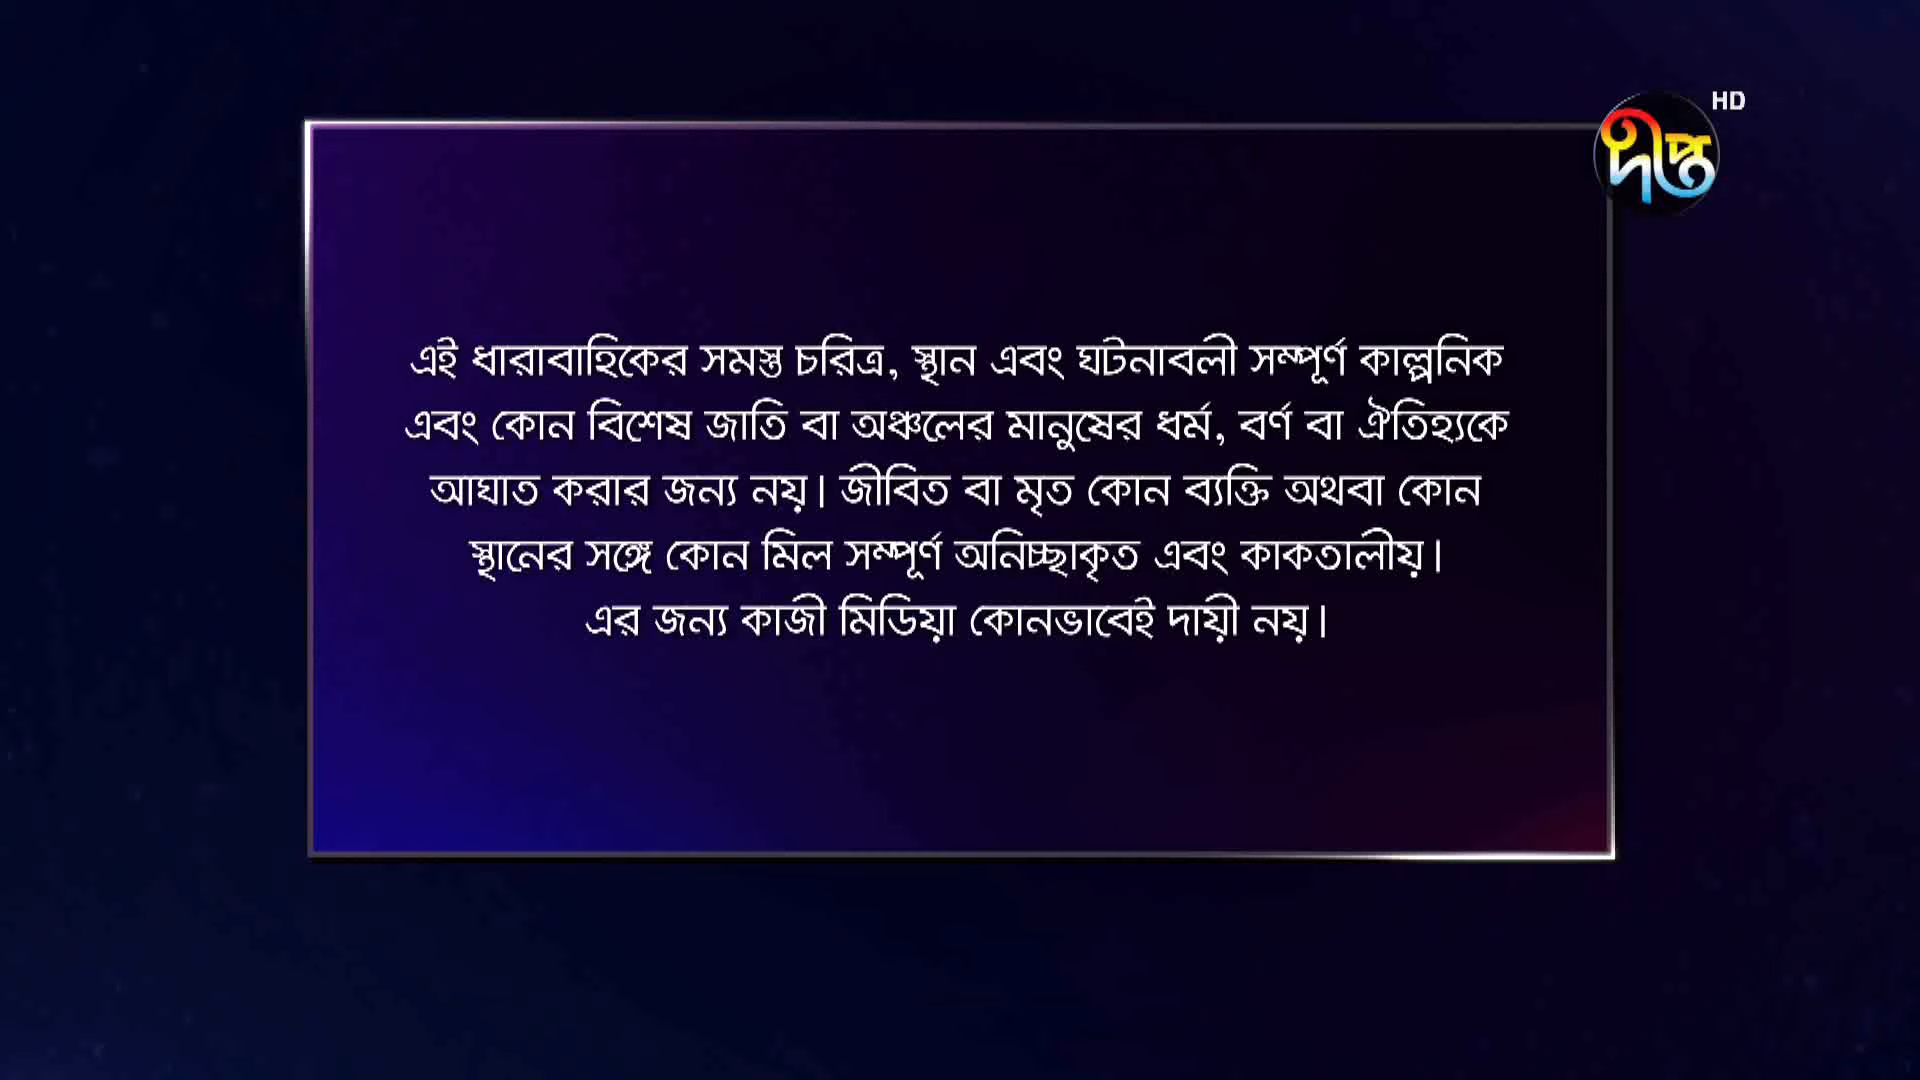 HD
দীপ্ত
এই ধারাবাহিকের সমস্ত চরিত্র, স্থান এবং ঘটনাবলী সম্পূর্ণ কাল্পনিক
এবং কোন বিশেষ জাতি বা অঞ্চলের মানুষের ধর্ম, বর্ণ বা ঐতিহ্যকে
আঘাত করার জন্য নয়। জীবিত বা মৃত কোন ব্যক্তি অথবা কোন
স্থানের সঙ্গে কোন মিল সম্পূর্ণ অনিচ্ছাকৃত এবং কাকতালীয়।
এর জন্য কাজী মিডিয়া কোনভাবেই দায়ী নয়।